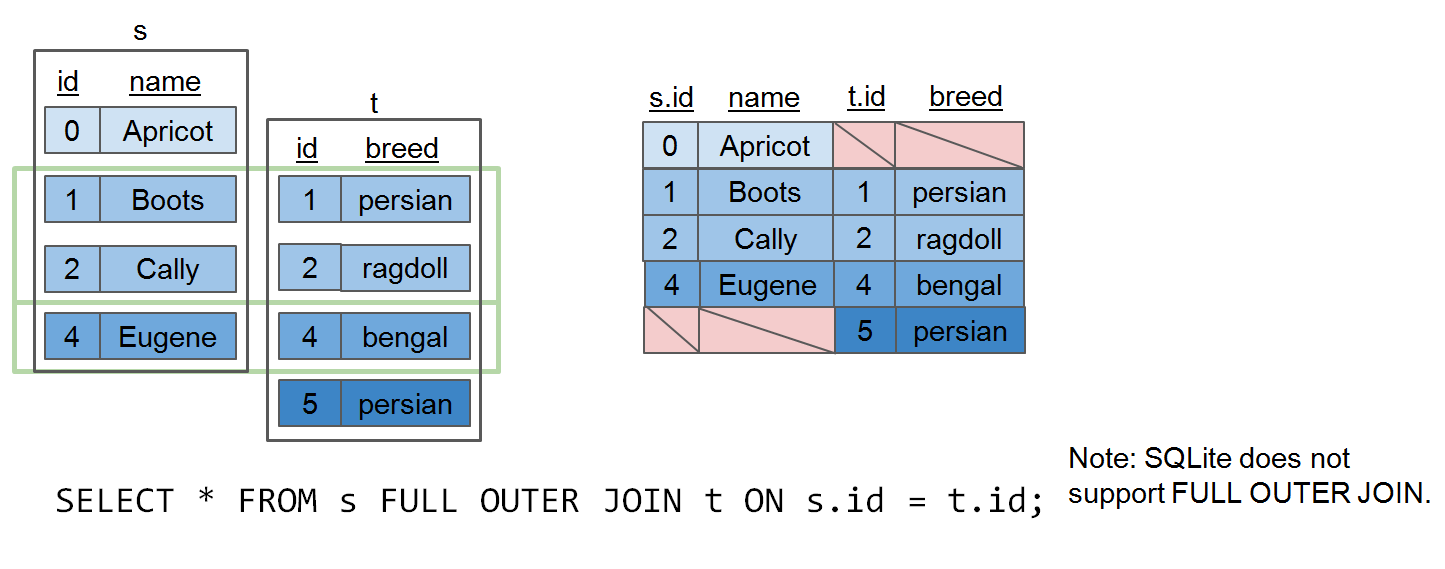 s
id name
0 Apricot
1 Boots
2 Cally
4 Eugene
t
id breed
1 persian
2 ragdoll
4 bengal
5 persian
s.id name t.id breed
0 Apricot
1 Boots 1 persian
2 Cally 2 ragdoll
4 Eugene 4 bengal
5 persian
SELECT * FROM s FULL OUTER JOIN t ON s.id = t.id;
Note: SQLite does not
support FULL OUTER JOIN.